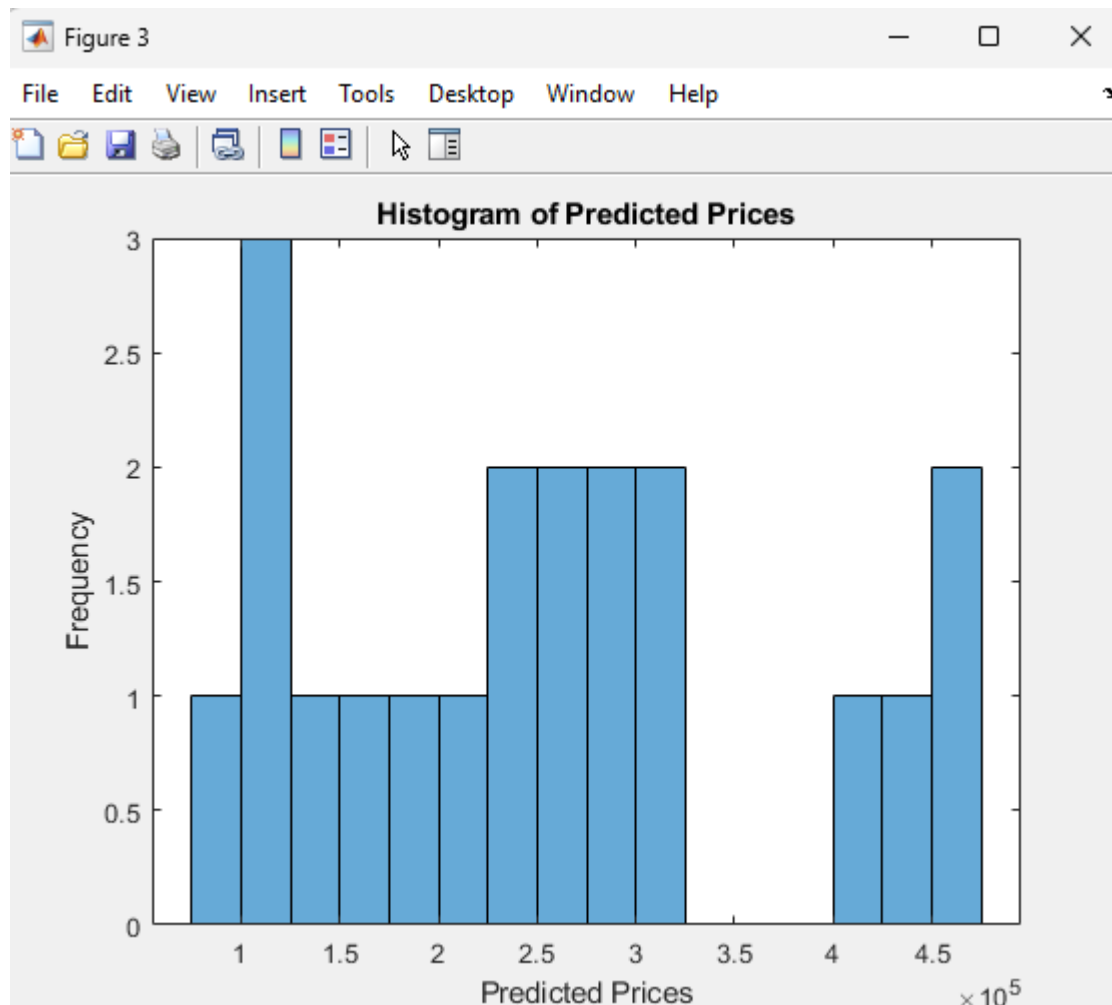 Figure 3
File Edit View Insert Tools Desktop Window Help
Histogram of Predicted Prices
3
2.5
2
1.5
1
0.5
0
Frequency
1 1.5 2 2.5 3 3.5 4 4.5
Predicted Prices
×10⁵